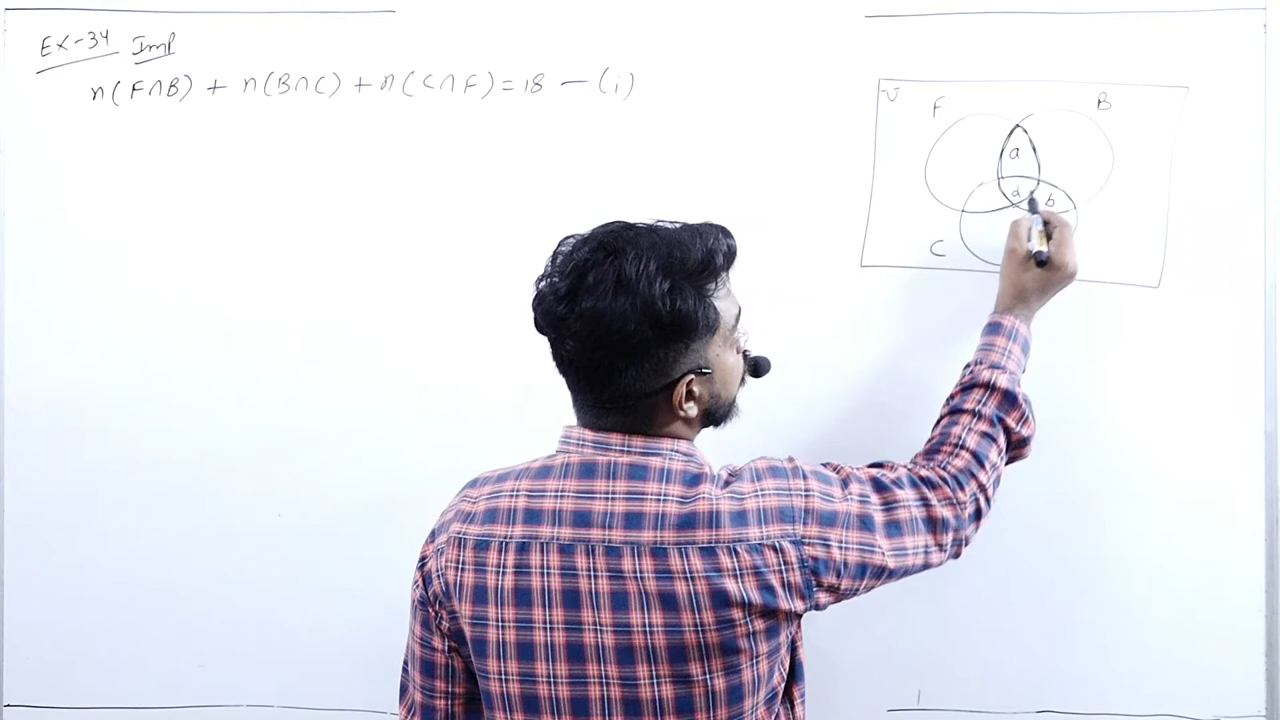 Ex-34 Imp
n(F∩B) + n(B∩C) + n(C∩F) = 18 — (i)
U
F
B
a
d
b
C